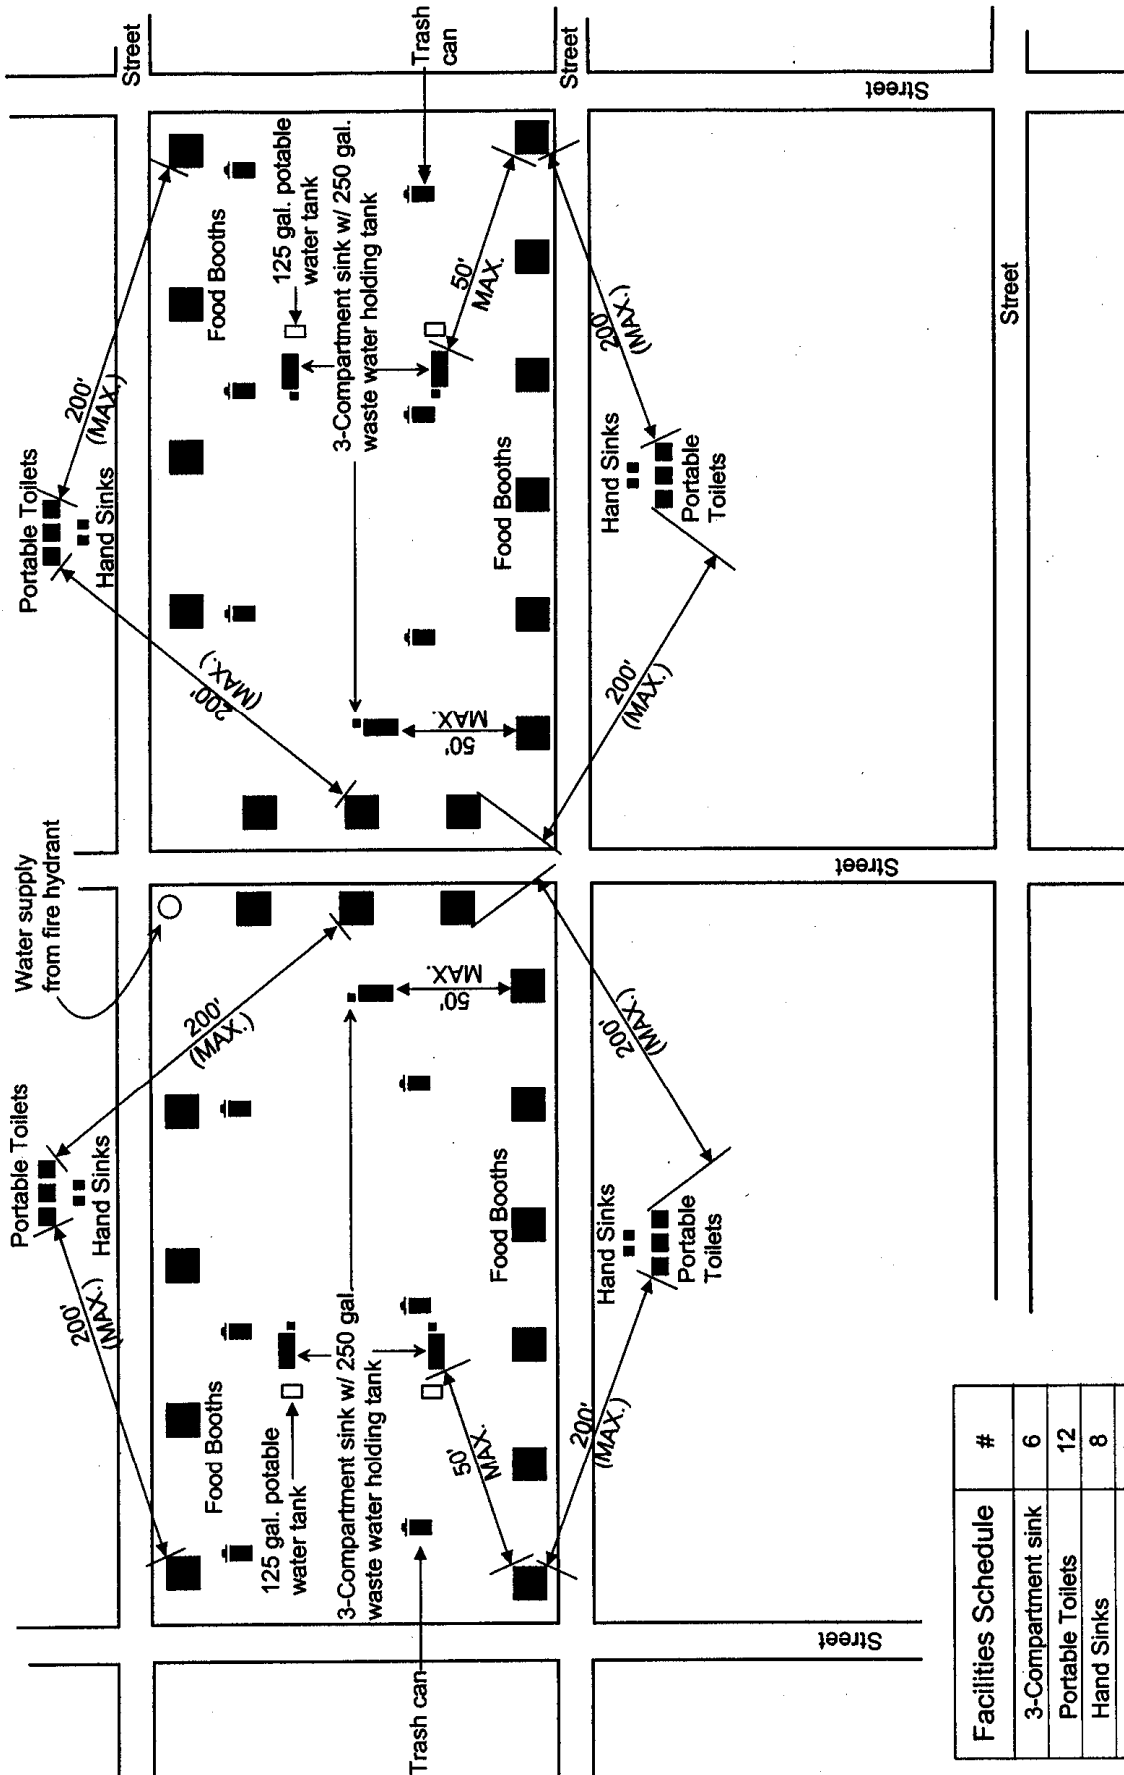 Water supply
from fire hydrant
Portable Toilets
Hand Sinks
200'
(MAX.)
200'
(MAX.)
Portable Toilets
Hand Sinks
200'
(MAX.)
200'
(MAX.)
Street
Food Booths
125 gal. potable
water tank
3-Compartment sink w/ 250 gal.
waste water holding tank
50'
MAX.
50'
MAX.
Food Booths
Trash can
Food Booths
125 gal. potable
water tank
3-Compartment sink w/ 250 gal.
waste water holding tank
50'
MAX.
50'
MAX.
Food Booths
Trash
can
Street
200'
(MAX.)
200'
(MAX.)
Hand Sinks
Portable
Toilets
200'
(MAX.)
200'
(MAX.)
Hand Sinks
Portable
Toilets
Street
Street
Street
Street
Facilities Schedule #
3-Compartment sink 6
Portable Toilets 12
Hand Sinks 8